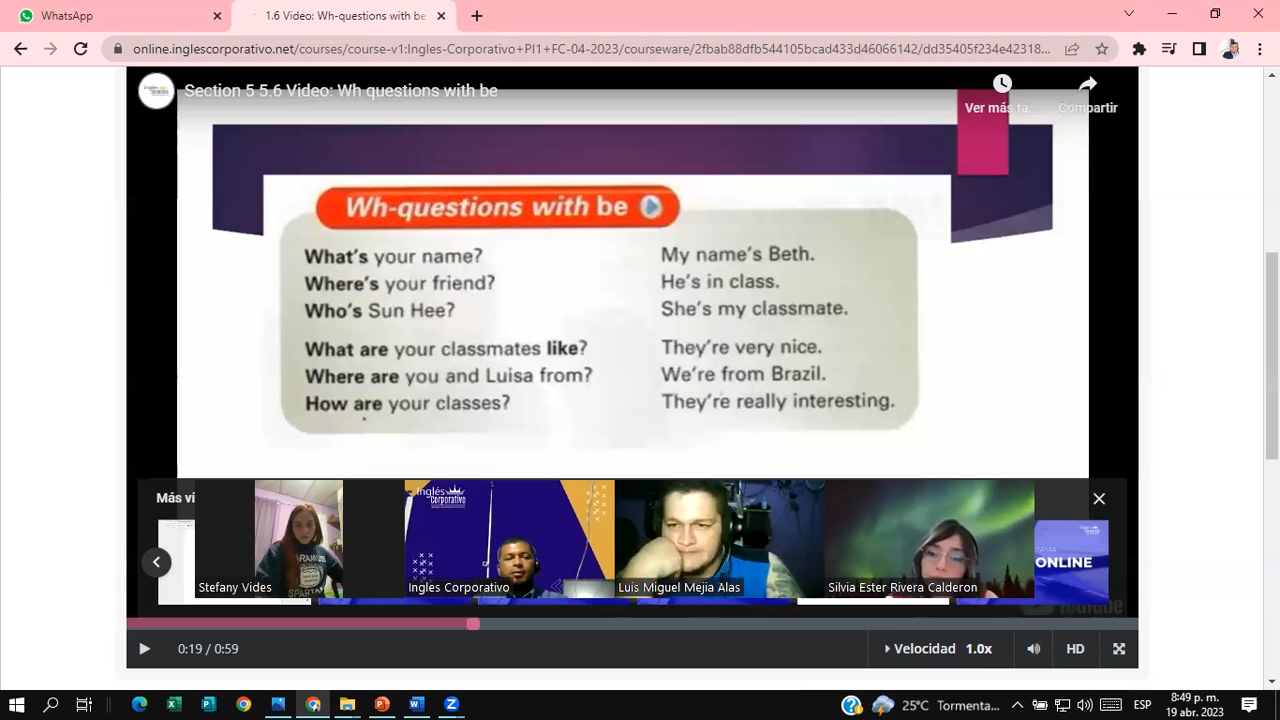 WhatsApp
1.6 Video: Wh-questions with be
online.inglescorporativo.net/courses/course-v1:Ingles-Corporativo+PI1+FC-04-2023/courseware/2fbab88dfb544105bcbd433d46066142/dd35405f234e42318...
Section 5 5.6 Video: Wh questions with be
Ver más ta
Compartir
Wh-questions with be
What's your name? My name's Beth.
Where's your friend? He's in class.
Who's Sun Hee? She's my classmate.
What are your classmates like? They're very nice.
Where are you and Luisa from? We're from Brazil.
How are your classes? They're really interesting.
Más ví
Inglés
Corporativo
ONLINE
Stefany Vides
Ingles Corporativo
Luis Miguel Mejia Alas
Silvia Ester Rivera Calderon
YouTube
0:19 / 0:59
Velocidad 1.0x
HD
25°C Tormenta...
ESP
8:49 p. m.
19 abr. 2023